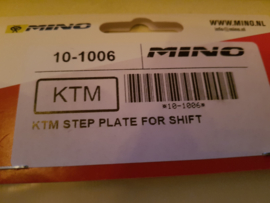 MINO
WWW.MINO.NL
10-1006
MINO
KTM
*10-1006*
KTM STEP PLATE FOR SHIFT